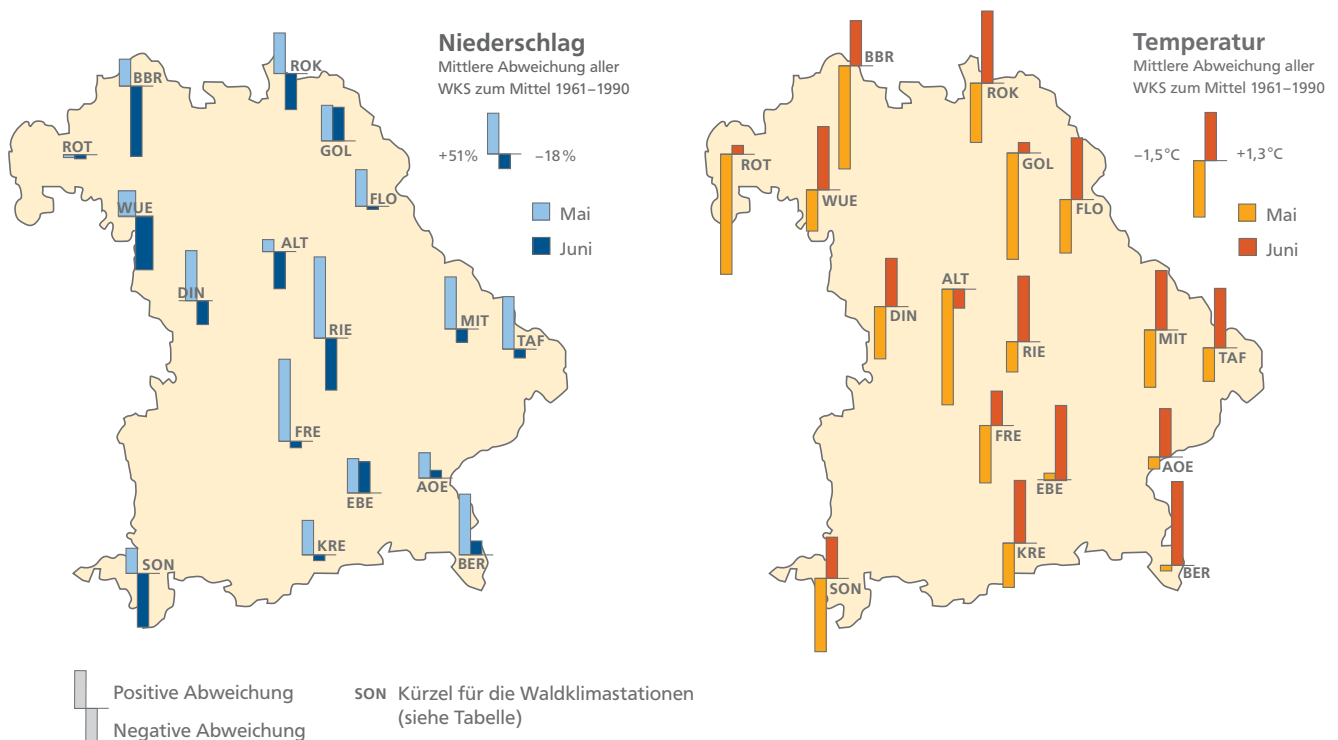 Niederschlag
Mittlere Abweichung aller
WKS zum Mittel 1961–1990
+51%
–18%
Mai
Juni
BBR
ROK
ROT
GOL
WUE
FLO
ALT
DIN
RIE
MIT
TAF
FRE
EBE
AOE
KRE
BER
SON
Temperatur
Mittlere Abweichung aller
WKS zum Mittel 1961–1990
–1,5°C
+1,3°C
Mai
Juni
BBR
ROK
ROT
GOL
WUE
FLO
ALT
DIN
RIE
MIT
TAF
FRE
AOE
EBE
KRE
BER
SON
Positive Abweichung
Negative Abweichung
SON Kürzel für die Waldklimastationen
(siehe Tabelle)